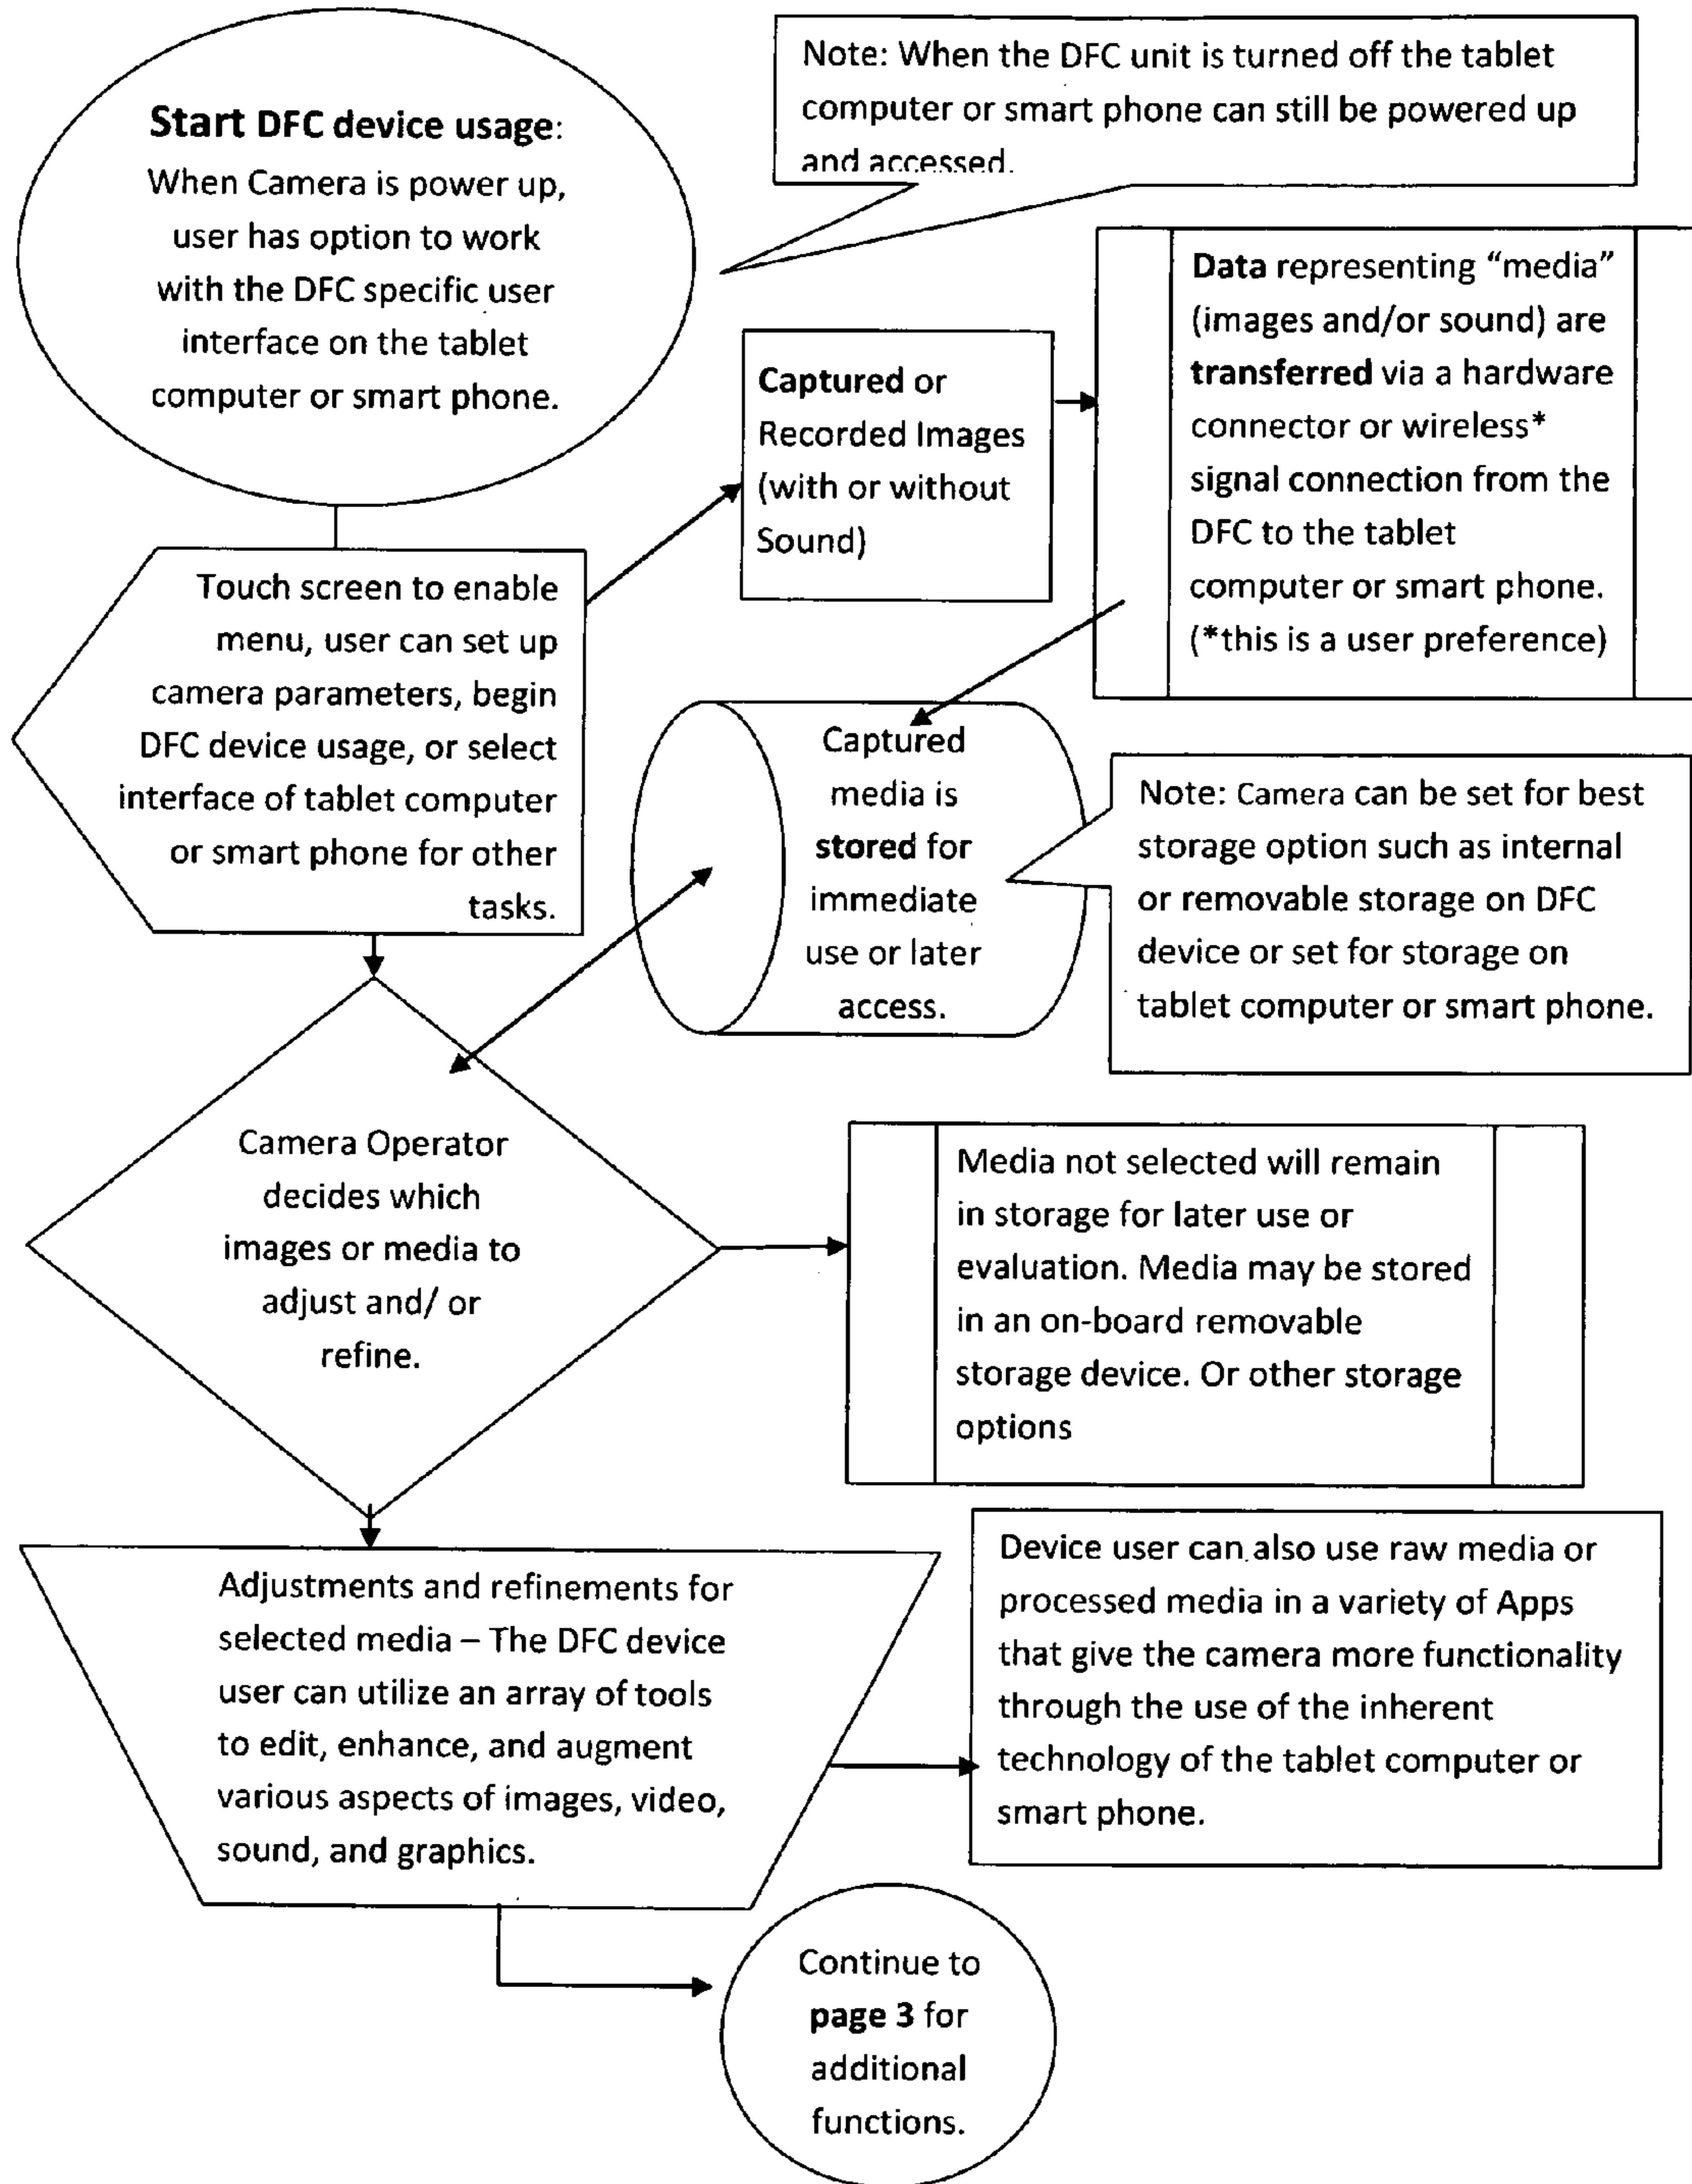 Start DFC device usage:
When Camera is power up,
user has option to work
with the DFC specific user
interface on the tablet
computer or smart phone.
Note: When the DFC unit is turned off the tablet
computer or smart phone can still be powered up
and accessed.
Touch screen to enable
menu, user can set up
camera parameters, begin
DFC device usage, or select
interface of tablet computer
or smart phone for other
tasks.
Captured or
Recorded Images
(with or without
Sound)
Data representing “media”
(images and/or sound) are
transferred via a hardware
connector or wireless*
signal connection from the
DFC to the tablet
computer or smart phone.
(*this is a user preference)
Captured
media is
stored for
immediate
use or later
access.
Note: Camera can be set for best
storage option such as internal
or removable storage on DFC
device or set for storage on
tablet computer or smart phone.
Camera Operator
decides which
images or media to
adjust and/ or
refine.
Media not selected will remain
in storage for later use or
evaluation. Media may be stored
in an on-board removable
storage device. Or other storage
options
Adjustments and refinements for
selected media – The DFC device
user can utilize an array of tools
to edit, enhance, and augment
various aspects of images, video,
sound, and graphics.
Device user can also use raw media or
processed media in a variety of Apps
that give the camera more functionality
through the use of the inherent
technology of the tablet computer or
smart phone.
Continue to
page 3 for
additional
functions.